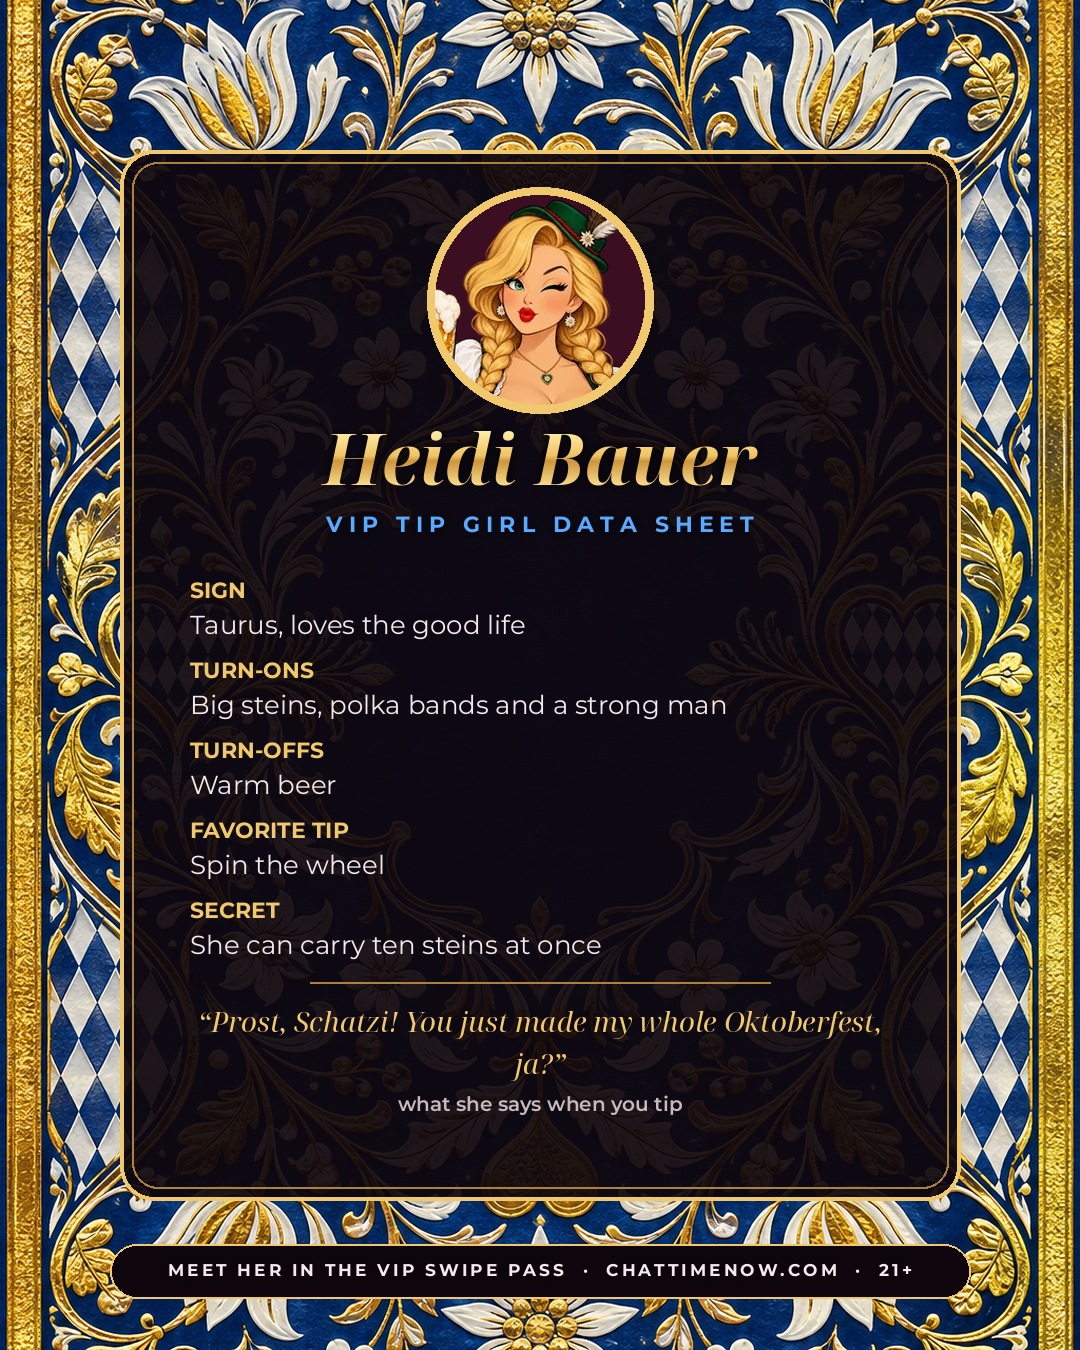 Heidi Bauer
VIP TIP GIRL DATA SHEET
SIGN
Taurus, loves the good life
TURN-ONS
Big steins, polka bands and a strong man
TURN-OFFS
Warm beer
FAVORITE TIP
Spin the wheel
SECRET
She can carry ten steins at once
“Prost, Schatzi! You just made my whole Oktoberfest,
ja?”
what she says when you tip
MEET HER IN THE VIP SWIPE PASS · CHATTIMENOW.COM · 21+